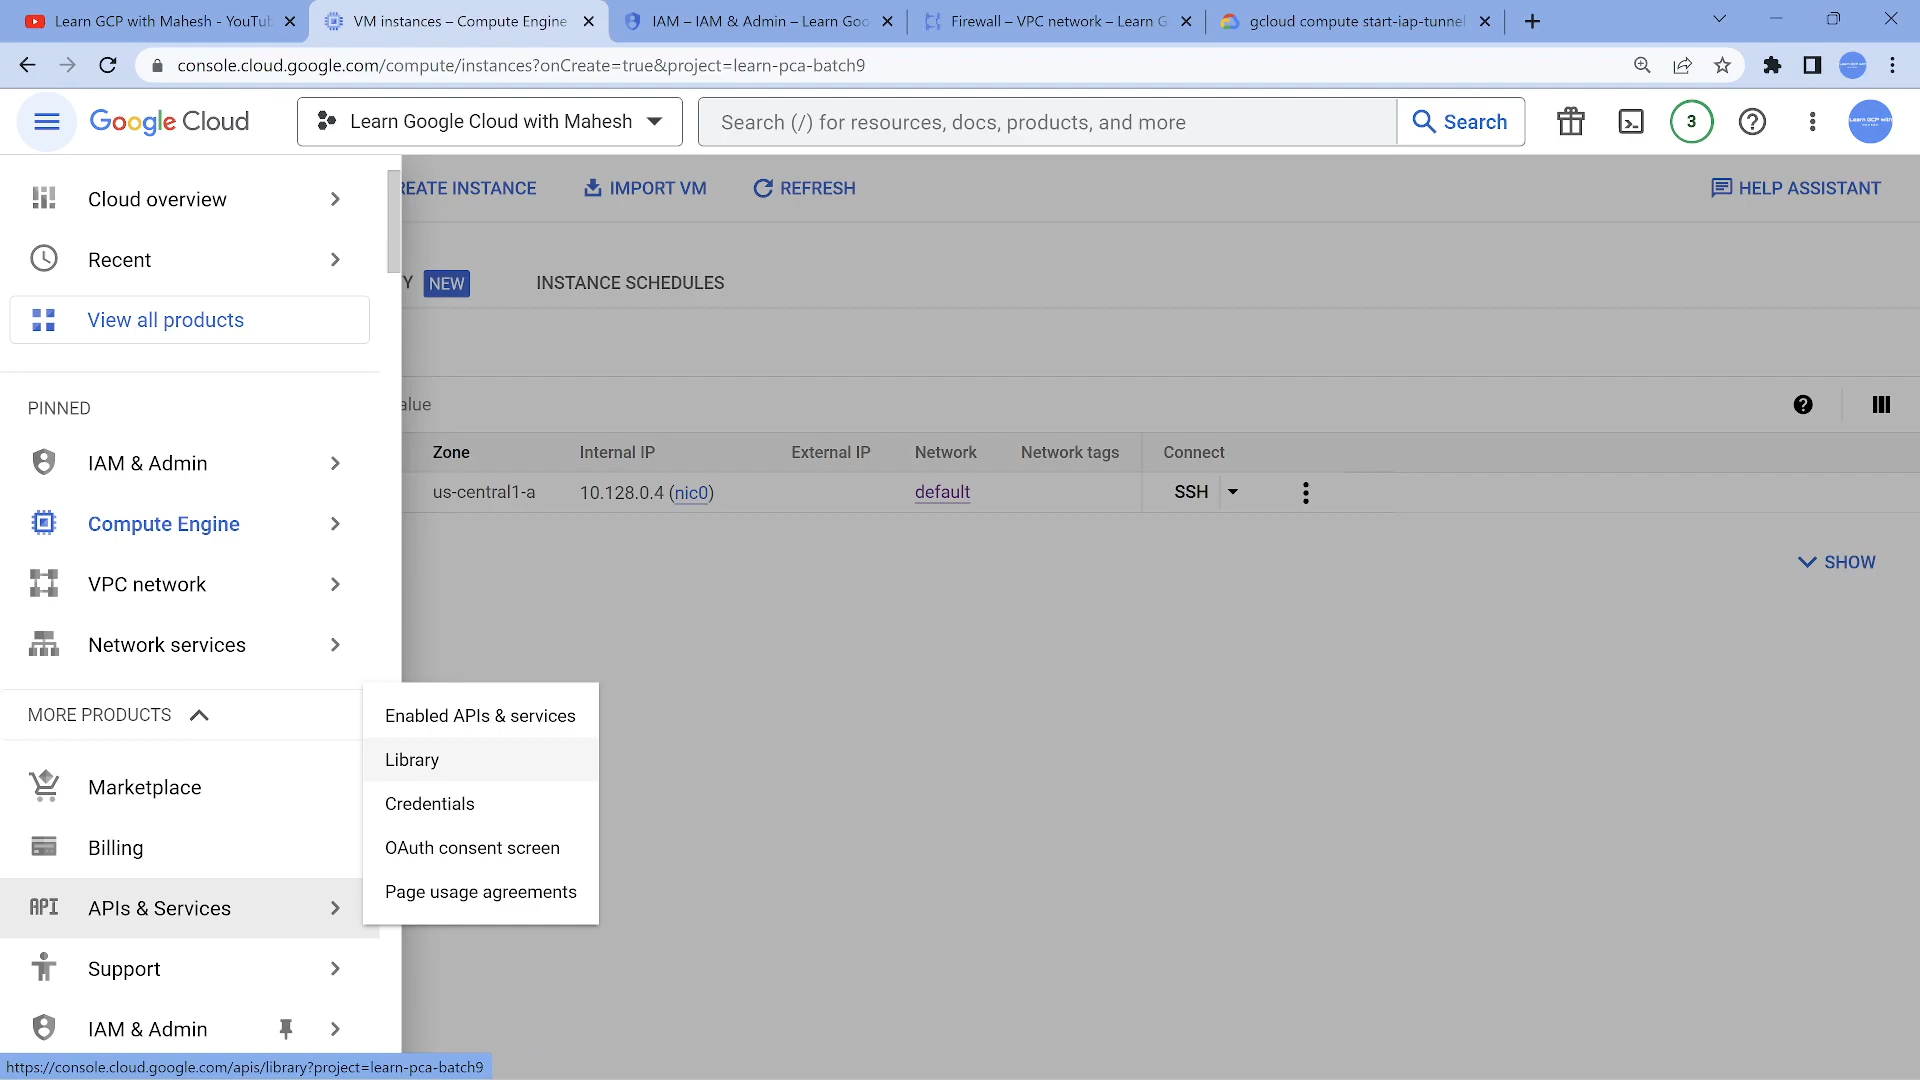 Learn GCP with Mahesh - YouTub
VM instances – Compute Engine
IAM – IAM & Admin – Learn Goo
Firewall – VPC network – Learn G
gcloud compute start-iap-tunnel
console.cloud.google.com/compute/instances?onCreate=true&project=learn-pca-batch9
Google Cloud
Learn Google Cloud with Mahesh
Search (/) for resources, docs, products, and more
Search
3
Learn GCP with
Cloud overview
REATE INSTANCE
IMPORT VM
REFRESH
HELP ASSISTANT
Recent
Y
NEW
INSTANCE SCHEDULES
View all products
PINNED
alue
IAM & Admin
Zone
Internal IP
External IP
Network
Network tags
Connect
us-central1-a
10.128.0.4 (nic0)
default
SSH
Compute Engine
SHOW
VPC network
Network services
MORE PRODUCTS
Enabled APIs & services
Library
Credentials
OAuth consent screen
Page usage agreements
Marketplace
Billing
API
APIs & Services
Support
IAM & Admin
https://console.cloud.google.com/apis/library?project=learn-pca-batch9